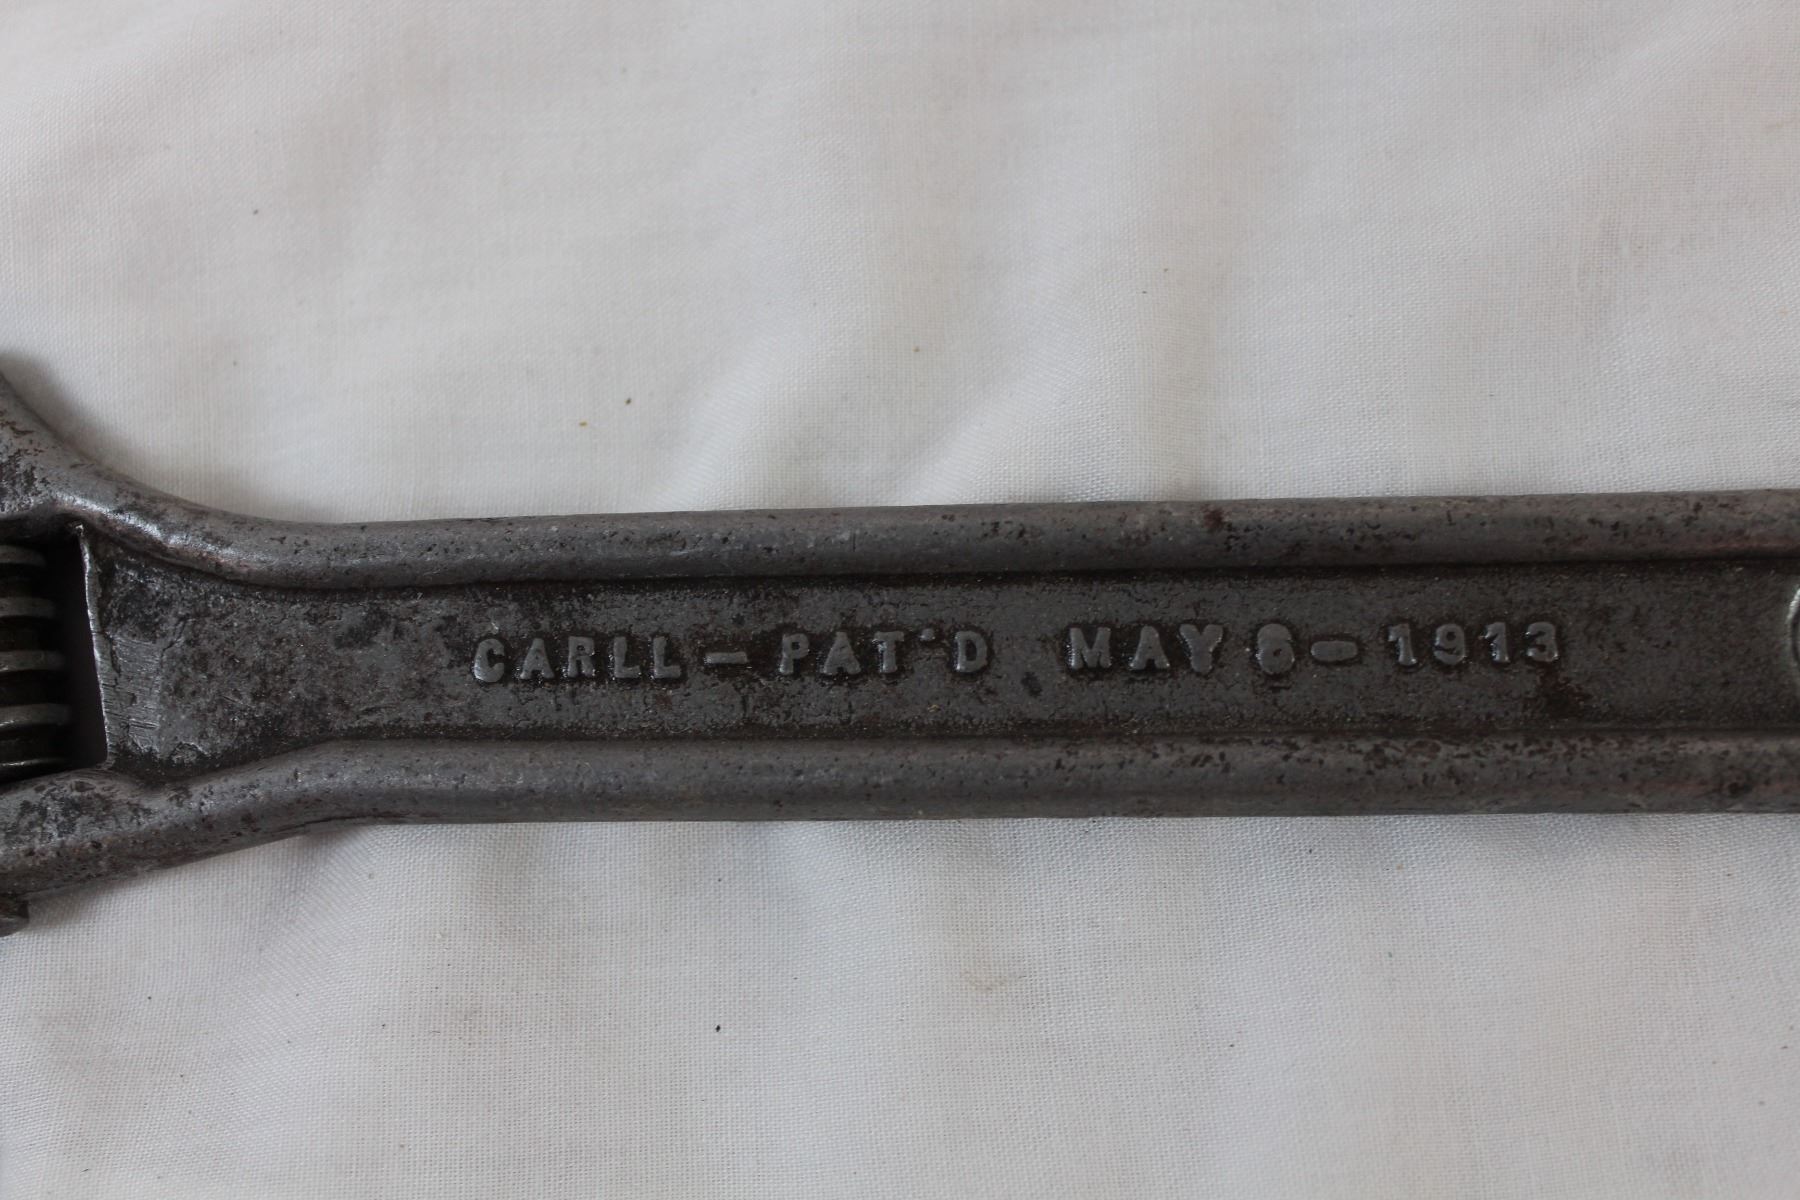 CARLL – PAT'D MAY 6 – 1913